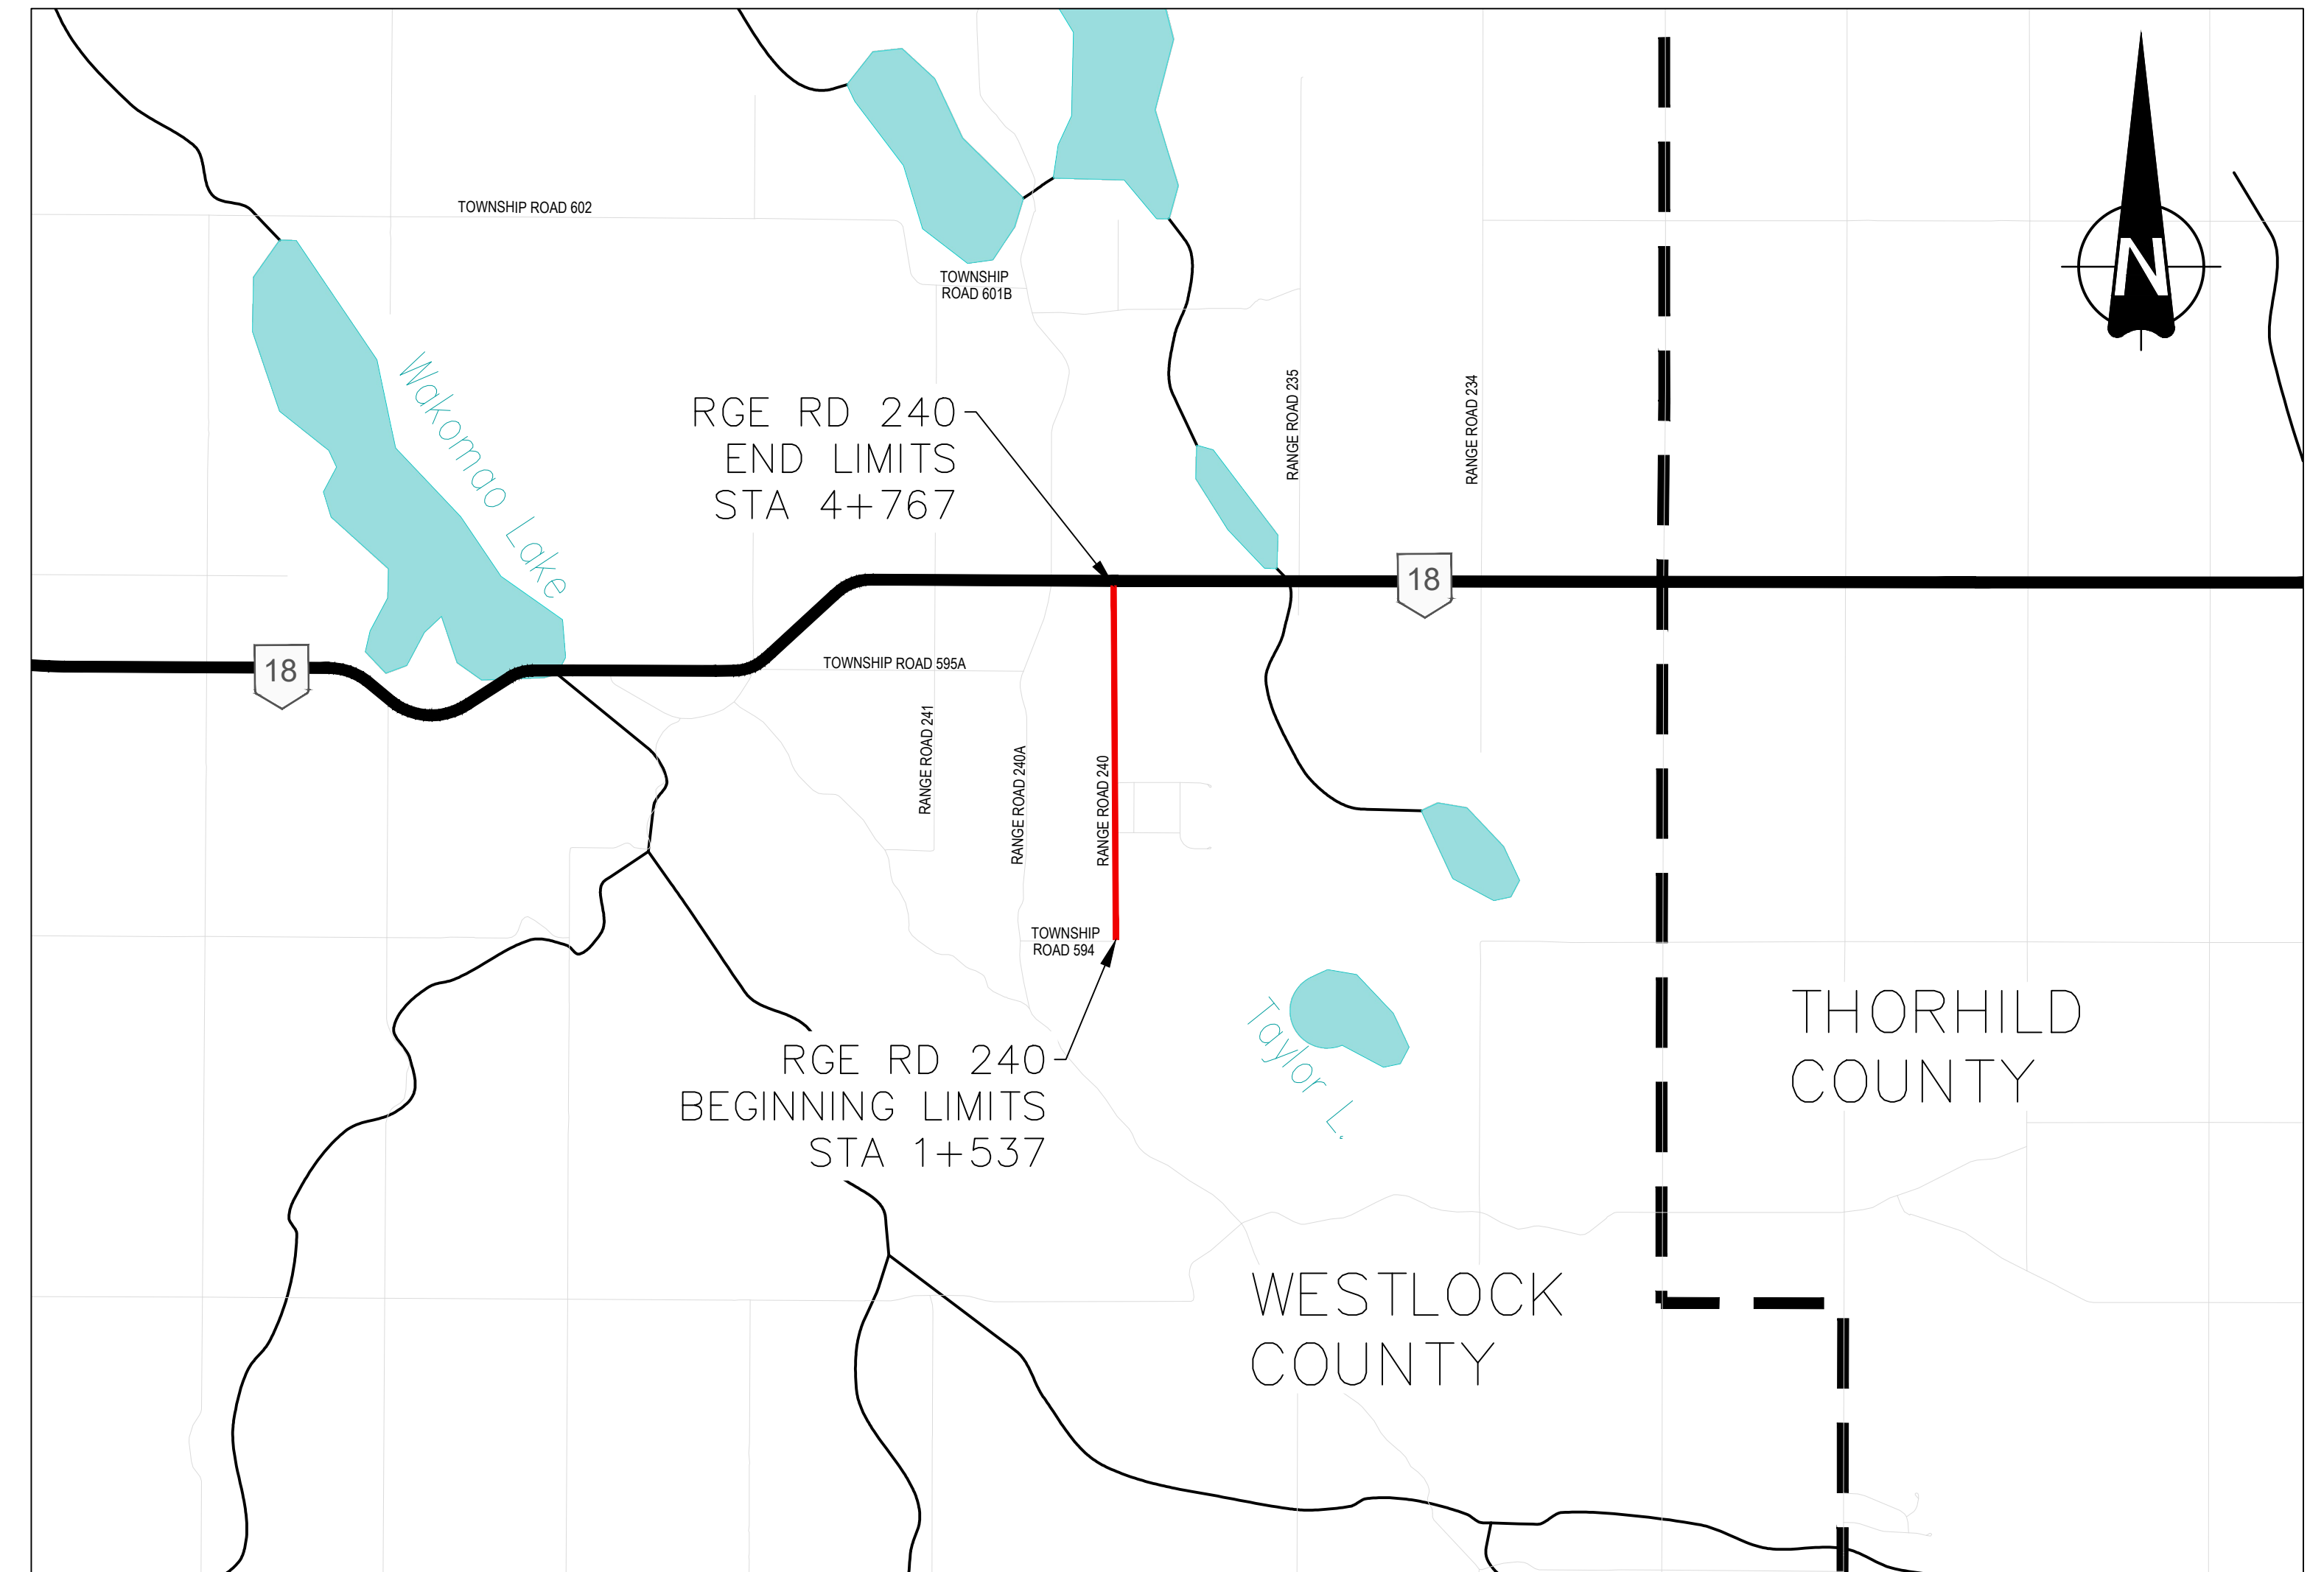 TOWNSHIP ROAD 602
TOWNSHIP
ROAD 601B
N
Wakomao Lake
RGE RD 240
END LIMITS
STA 4+767
RANGE ROAD 235
RANGE ROAD 234
18
18
TOWNSHIP ROAD 595A
RANGE ROAD 241
RANGE ROAD 240A
RANGE ROAD 240
TOWNSHIP
ROAD 594
Taylor L.
THORHILD
COUNTY
RGE RD 240
BEGINNING LIMITS
STA 1+537
WESTLOCK
COUNTY